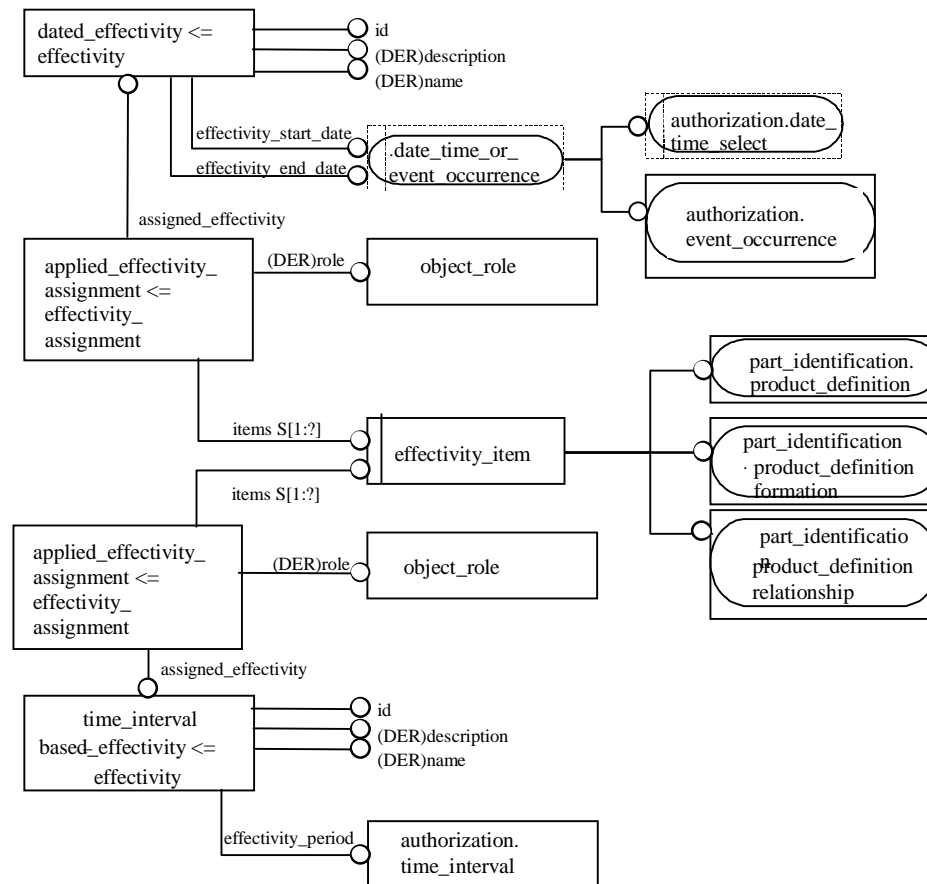 dated_effectivity <=
effectivity
id
(DER)description
(DER)name
effectivity_start_date
effectivity_end_date
.date_time_or_
event_occurrence
authorization.date_
time_select
authorization.
event_occurrence
assigned_effectivity
applied_effectivity_
assignment <=
effectivity_
assignment
(DER)role
object_role
items S[1:?]
effectivity_item
items S[1:?]
part_identification.
product_definition
part_identification
. product_definition
formation
part_identificatio
n
product_definition
relationship
applied_effectivity_
assignment <=
effectivity_
assignment
(DER)role
object_role
assigned_effectivity
time_interval
based_effectivity <=
effectivity
id
(DER)description
(DER)name
effectivity_period
authorization.
time_interval